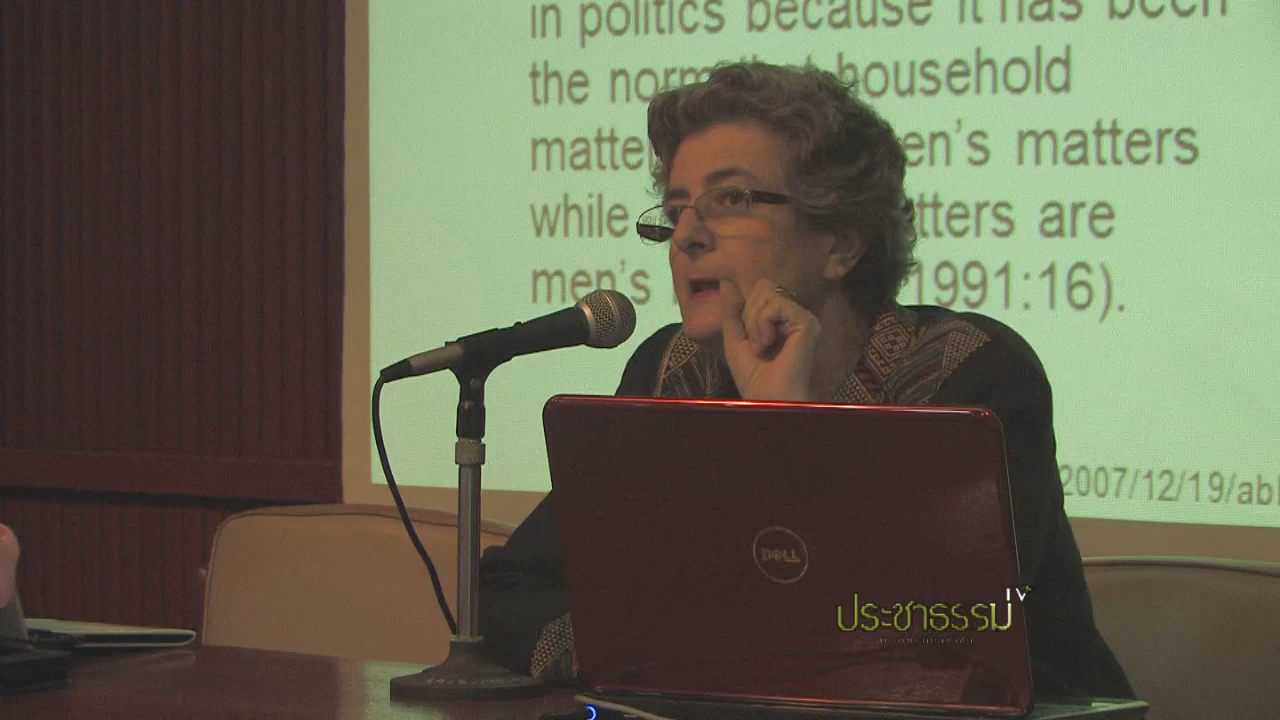 in politics because it has been
the norm that household
matte en's matters
while tters are
men's 1991:16).
2007/12/19/abl
DELL
ประชาธรรม
TV